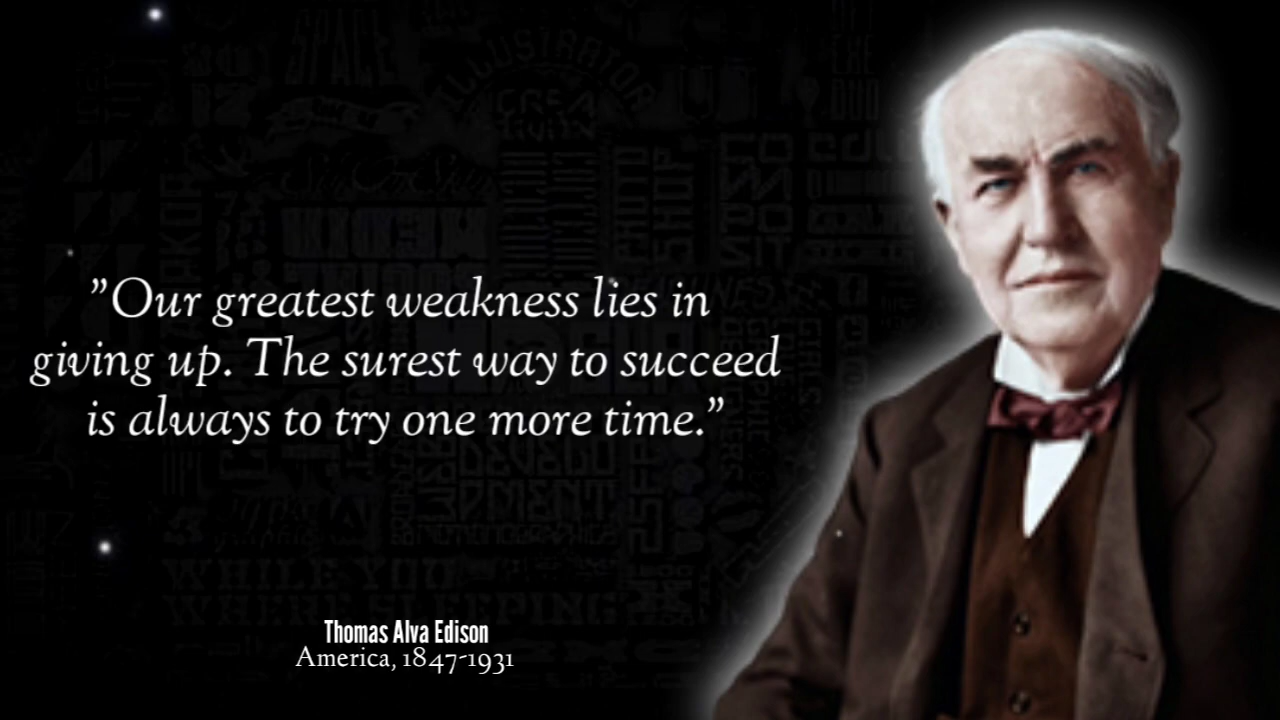 ”Our greatest weakness lies in
giving up. The surest way to succeed
is always to try one more time.”
Thomas Alva Edison
America, 1847-1931